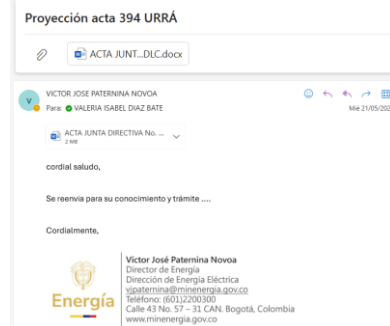 Proyección acta 394 URRÁ
ACTA JUNT...DLC.docx
V
VICTOR JOSE PATERNINA NOVOA
Para: VALERIA ISABEL DIAZ BATE
Mié 21/05/202
ACTA JUNTA DIRECTIVA No. ...
2 MB
cordial saludo,
Se reenvia para su conocimiento y trámite ....
Cordialmente,
Energía
Víctor José Paternina Novoa
Director de Energía
Dirección de Energía Eléctrica
vjpaternina@minenergia.gov.co
Teléfono: (601)2200300
Calle 43 No. 57 – 31 CAN. Bogotá, Colombia
www.minenergia.gov.co